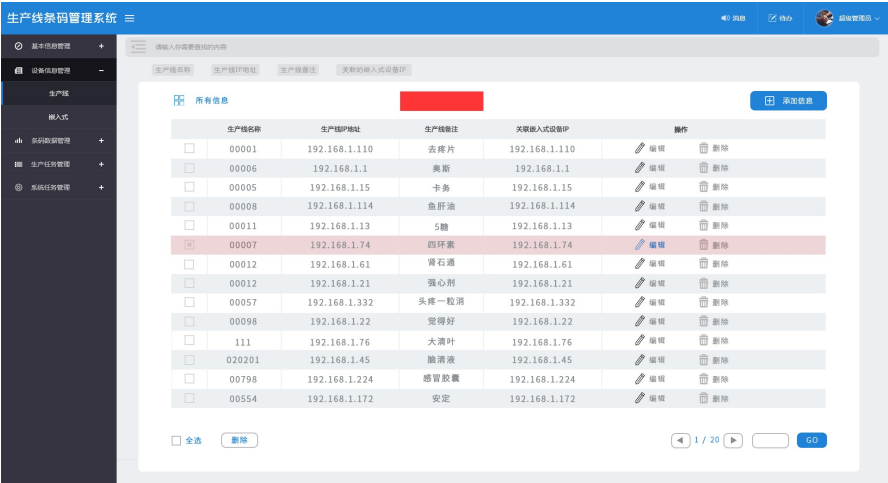 生产线条码管理系统
消息 待办 超级管理员
基本信息管理 +
请输入你需要查找的内容
设备信息管理 -
生产线名称 生产线IP地址 生产线备注 关联的嵌入式设备IP
生产线
嵌入式
条码数据管理 +
生产任务管理 +
系统任务管理 +
所有信息 添加信息
生产线名称 生产线IP地址 生产线备注 关联嵌入式设备IP 操作
00001 192.168.1.110 去疼片 192.168.1.110 编辑 删除
00006 192.168.1.1 奥斯 192.168.1.1 编辑 删除
00005 192.168.1.15 卡务 192.168.1.15 编辑 删除
00008 192.168.1.114 鱼肝油 192.168.1.114 编辑 删除
00011 192.168.1.13 5糖 192.168.1.13 编辑 删除
00007 192.168.1.74 四环素 192.168.1.74 编辑 删除
00012 192.168.1.61 肾石通 192.168.1.61 编辑 删除
00012 192.168.1.21 强心剂 192.168.1.21 编辑 删除
00057 192.168.1.332 头疼一粒消 192.168.1.332 编辑 删除
00098 192.168.1.22 觉得好 192.168.1.22 编辑 删除
111 192.168.1.76 大清叶 192.168.1.76 编辑 删除
020201 192.168.1.45 脑清液 192.168.1.45 编辑 删除
00798 192.168.1.224 感冒胶囊 192.168.1.224 编辑 删除
00554 192.168.1.172 安定 192.168.1.172 编辑 删除
全选 删除 1 / 20 GO